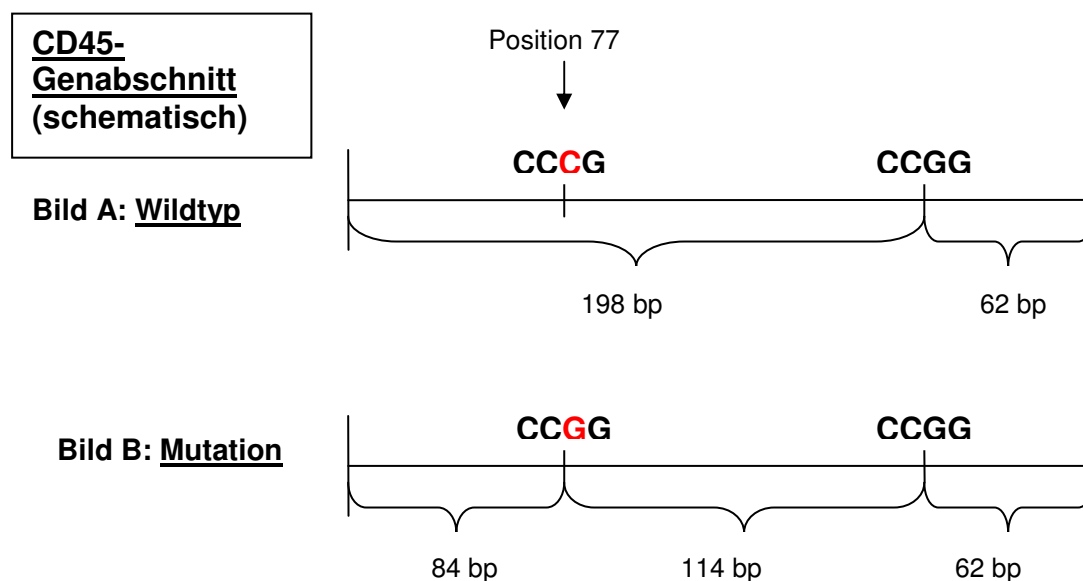 CD45-
Genabschnitt
(schematisch)
Position 77
CCCG CCGG
Bild A: Wildtyp
198 bp 62 bp
CCGG CCGG
Bild B: Mutation
84 bp 114 bp 62 bp